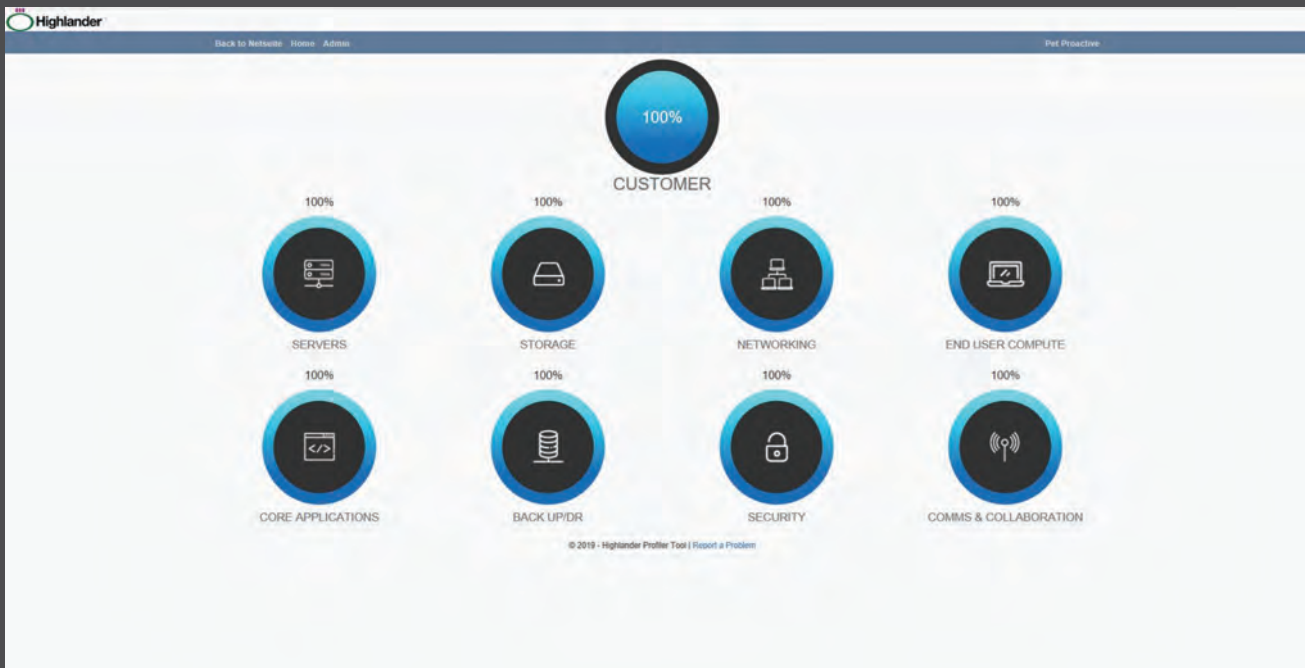 Highlander
Back to Netsuite Home Admin Pet Proactive
100%
CUSTOMER
100% 100% 100% 100%
SERVERS STORAGE NETWORKING END USER COMPUTE
100% 100% 100% 100%
</>
CORE APPLICATIONS BACK UP/DR SECURITY COMMS & COLLABORATION
© 2019 - Highlander Profiler Tool | Report a Problem